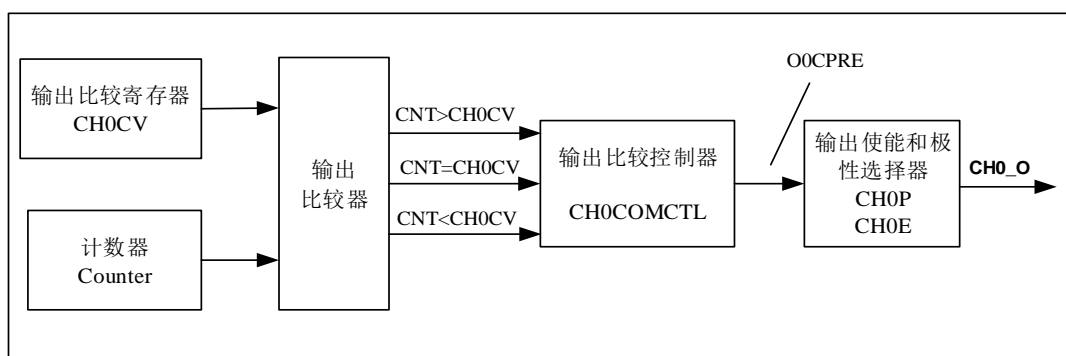 输出比较寄存器
CH0CV
计数器
Counter
输出
比较器
CNT>CH0CV
CNT=CH0CV
CNT<CH0CV
输出比较控制器
CH0COMCTL
O0CPRE
输出使能和极
性选择器
CH0P
CH0E
CH0_O